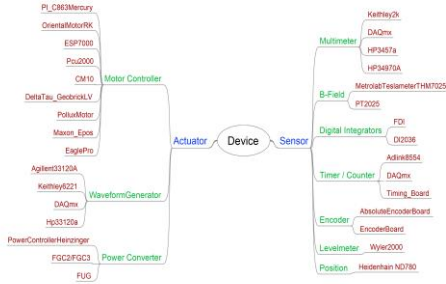 PI_C863Mercury
OrientalMotorRK
ESP7000
Pcu2000
CM10
DeltaTau_GeobrickLV
PolluxMotor
Maxon_Epos
EaglePro
Motor Controller
Agillent33120A
Keithley6221
DAQmx
Hp33120a
WaveformGenerator
PowerControllerHeinzinger
FGC2/FGC3
FUG
Power Converter
Actuator
Device
Sensor
Multimeter
Keithley2k
DAQmx
HP3457a
HP34970A
B-Field
MetrolabTeslameterTHM7025
PT2025
Digital Integrators
FDI
DI2036
Timer / Counter
Adlink8554
DAQmx
Timing_Board
Encoder
AbsoluteEncoderBoard
EncoderBoard
Levelmeter
Wyler2000
Position
Heidenhain ND780